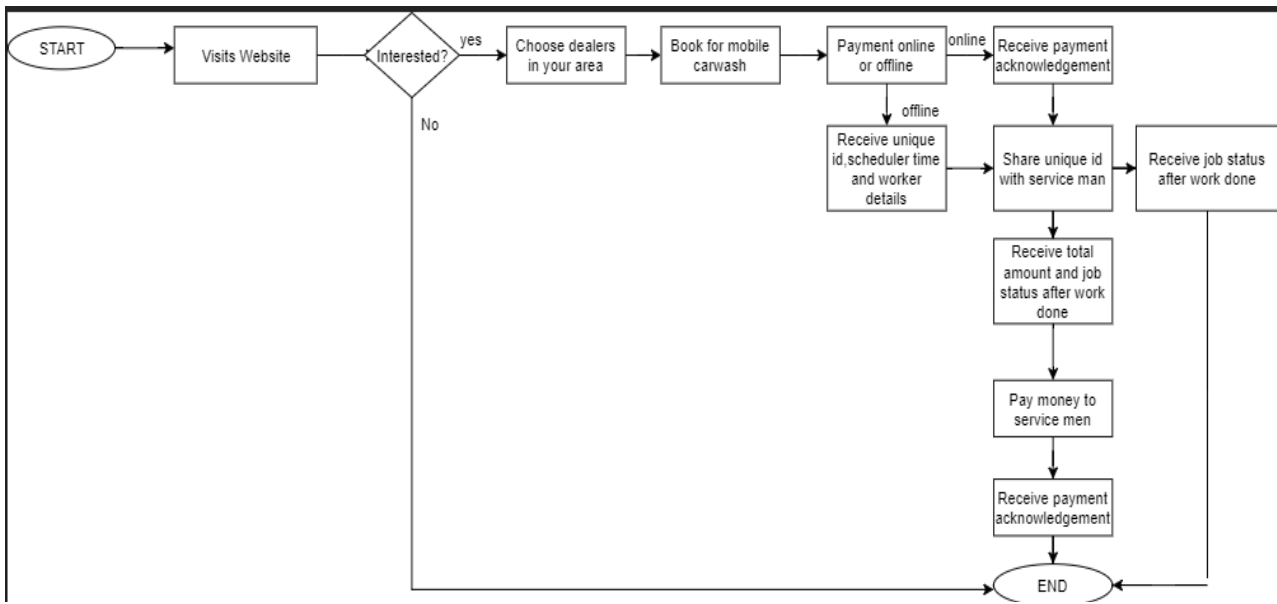 START
Visits Website
Interested?
yes
No
Choose dealers
in your area
Book for mobile
carwash
Payment online
or offline
online
offline
Receive payment
acknowledgement
Receive unique
id,scheduler time
and worker
details
Share unique id
with service man
Receive job status
after work done
Receive total
amount and job
status after work
done
Pay money to
service men
Receive payment
acknowledgement
END